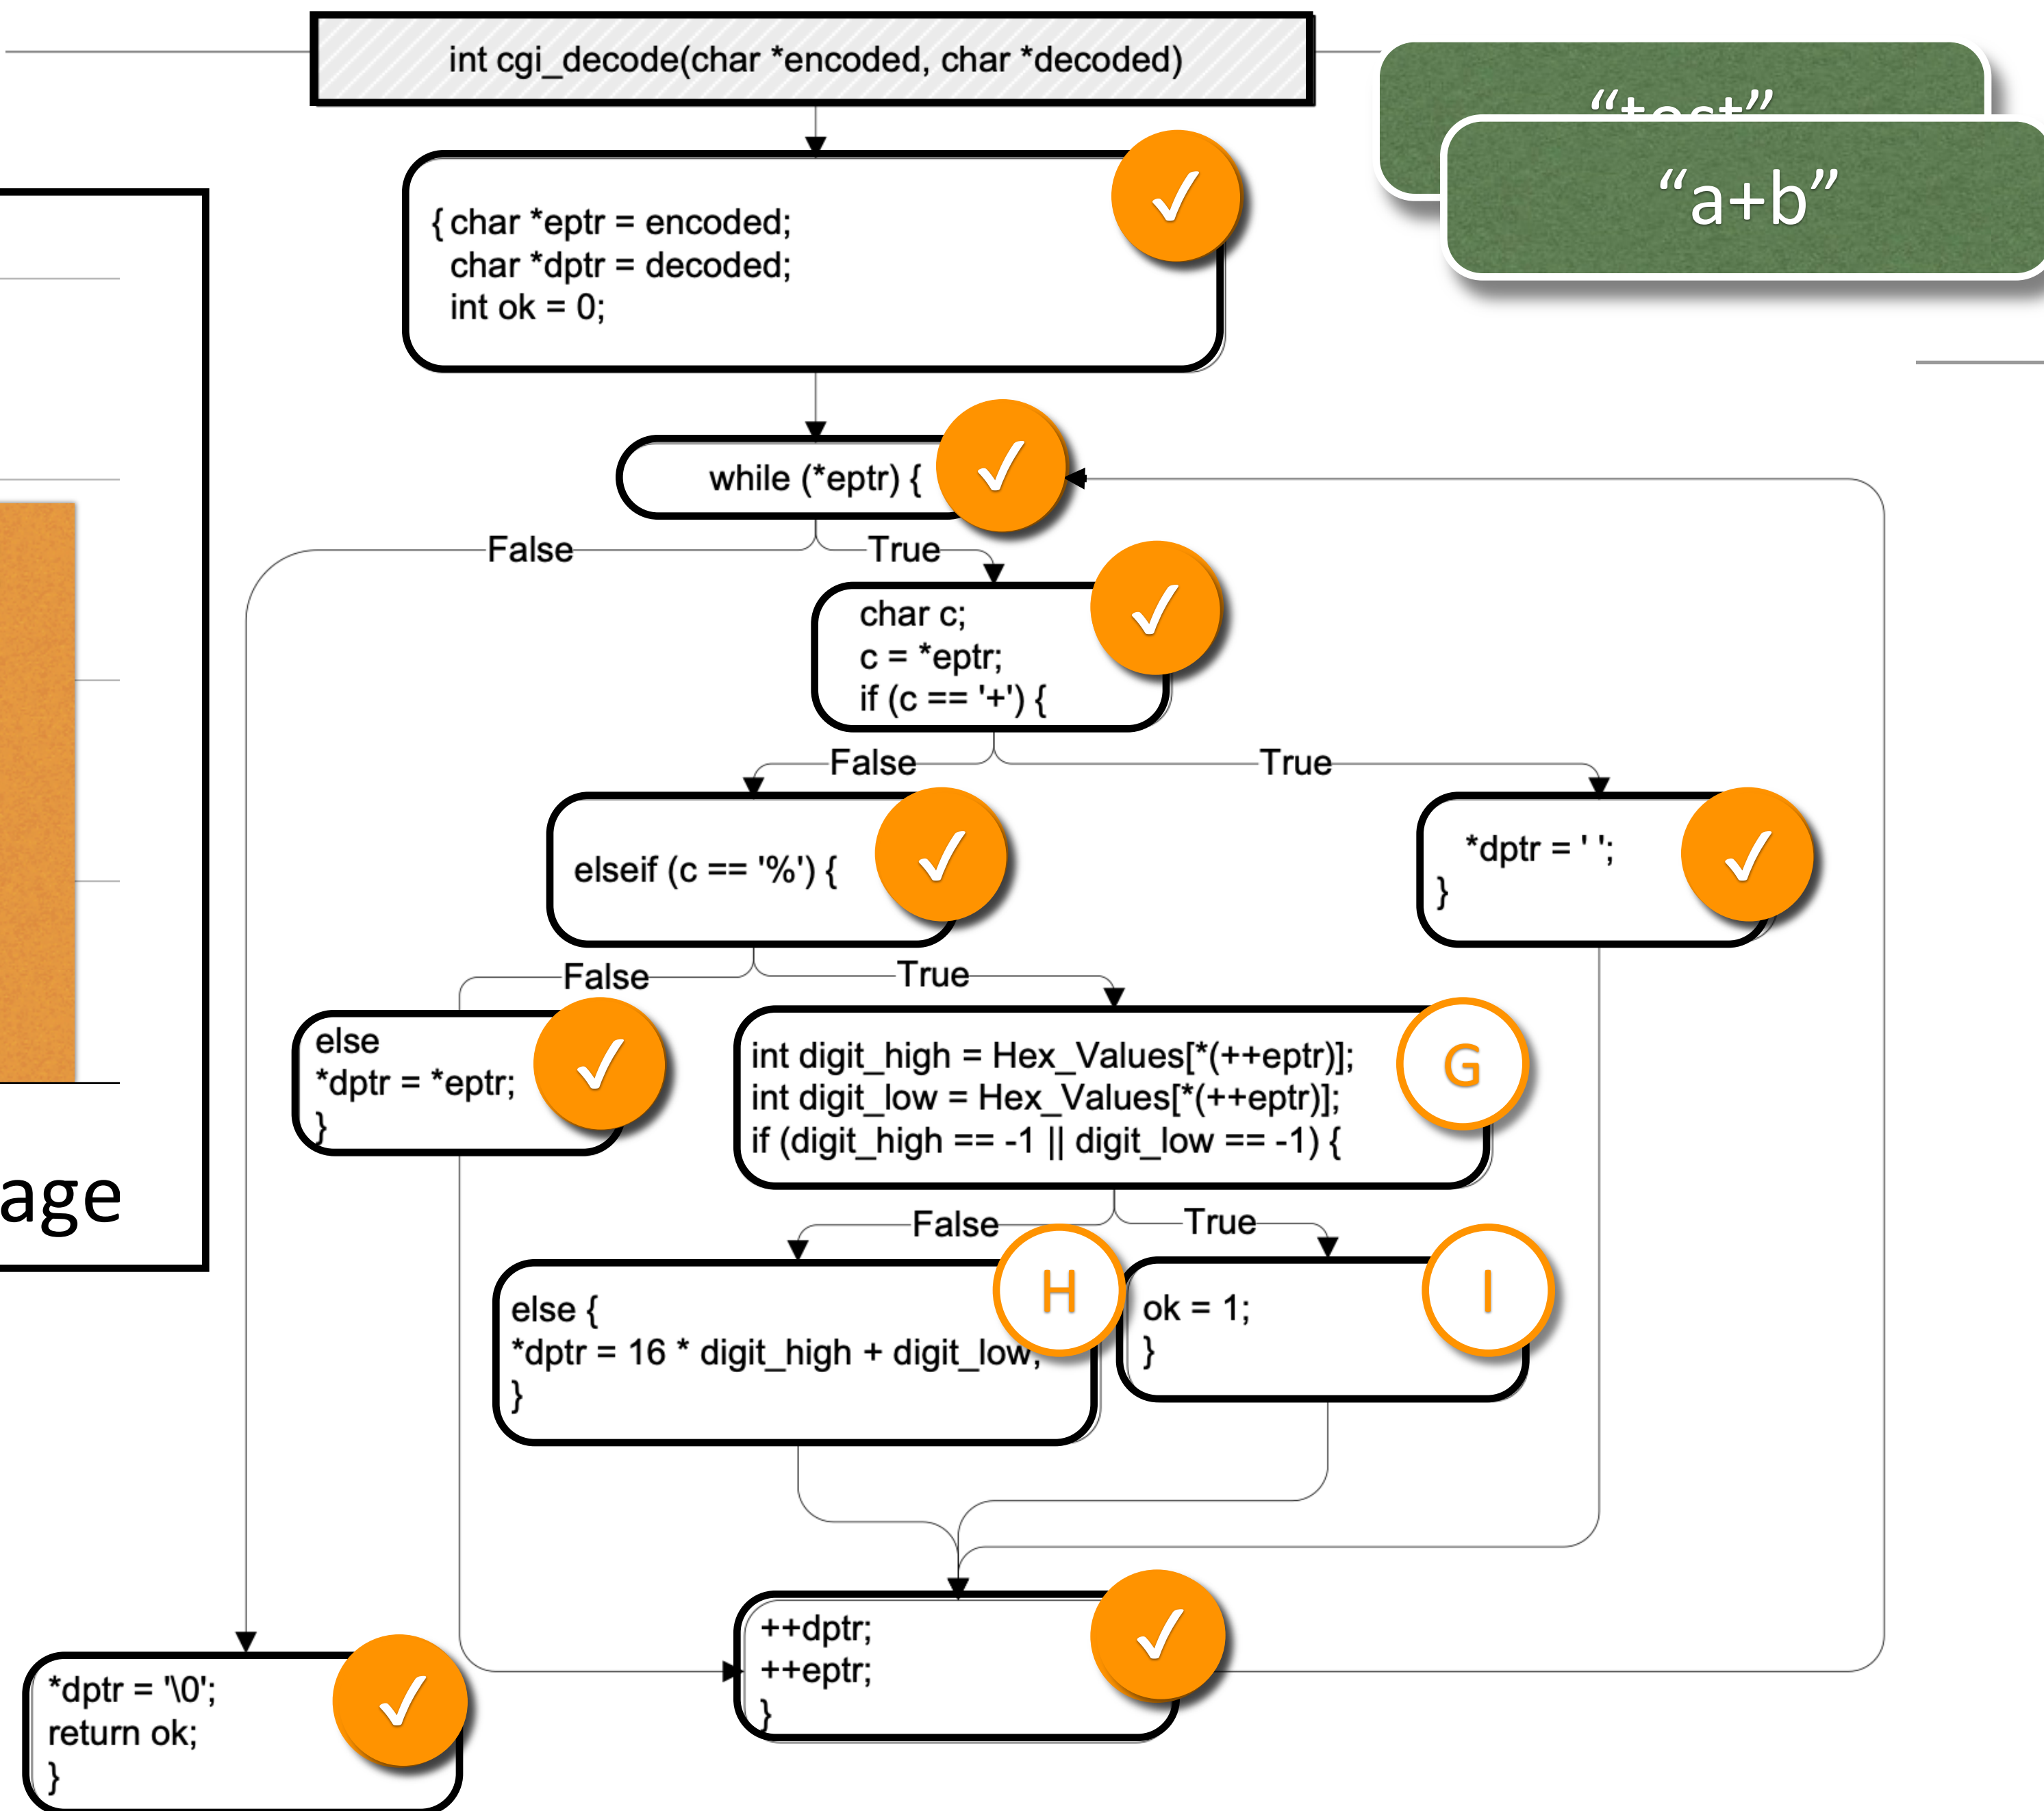 int cgi_decode(char *encoded, char *decoded)
“test”
“a+b”
{ char *eptr = encoded;
char *dptr = decoded;
int ok = 0;
✓
while (*eptr) {
✓
False
True
char c;
c = *eptr;
if (c == '+') {
✓
False
True
elseif (c == '%') {
✓
*dptr = ' ';
}
✓
False
True
else
*dptr = *eptr;
}
✓
int digit_high = Hex_Values[*(++eptr)];
int digit_low = Hex_Values[*(++eptr)];
if (digit_high == -1 || digit_low == -1) {
G
age
False
True
else {
*dptr = 16 * digit_high + digit_low;
}
H
ok = 1;
}
I
++dptr;
++eptr;
}
✓
*dptr = '\0';
return ok;
}
✓